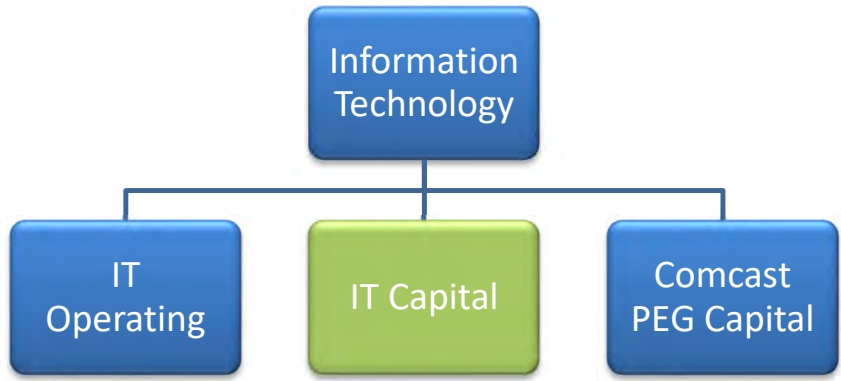 Information
Technology
IT
Operating
IT Capital
Comcast
PEG Capital